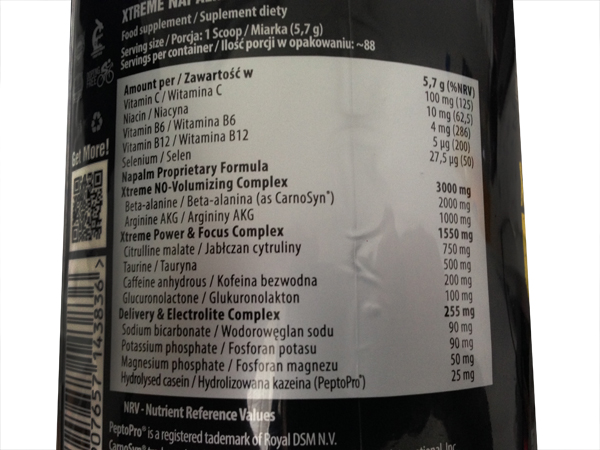 XTREME NAPAL
Food supplement / Suplement diety
Serving size / Porcja: 1 Scoop / Miarka (5,7 g)
Servings per container / Ilość porcji w opakowaniu: ~88
Get More!
Amount per / Zawartość w 5,7 g (%NRV)
Vitamin C / Witamina C 100 mg (125)
Niacin / Niacyna 10 mg (62,5)
Vitamin B6 / Witamina B6 4 mg (286)
Vitamin B12 / Witamina B12 5 µg (200)
Selenium / Selen 27,5 µg (50)
Napalm Proprietary Formula
Xtreme NO-Volumizing Complex 3000 mg
Beta-alanine / Beta-alanina (as CarnoSyn®) 2000 mg
Arginine AKG / Argininy AKG 1000 mg
Xtreme Power & Focus Complex 1550 mg
Citrulline malate / Jabłczan cytruliny 750 mg
Taurine / Tauryna 500 mg
Caffeine anhydrous / Kofeina bezwodna 200 mg
Glucuronolactone / Glukuronolakton 100 mg
Delivery & Electrolite Complex 255 mg
Sodium bicarbonate / Wodorowęglan sodu 90 mg
Potassium phosphate / Fosforan potasu 90 mg
Magnesium phosphate / Fosforan magnezu 50 mg
Hydrolysed casein / Hydrolizowana kazeina (PeptoPro®) 25 mg
07657 143836
NRV - Nutrient Reference Values
PeptoPro® is a registered trademark of Royal DSM N.V.